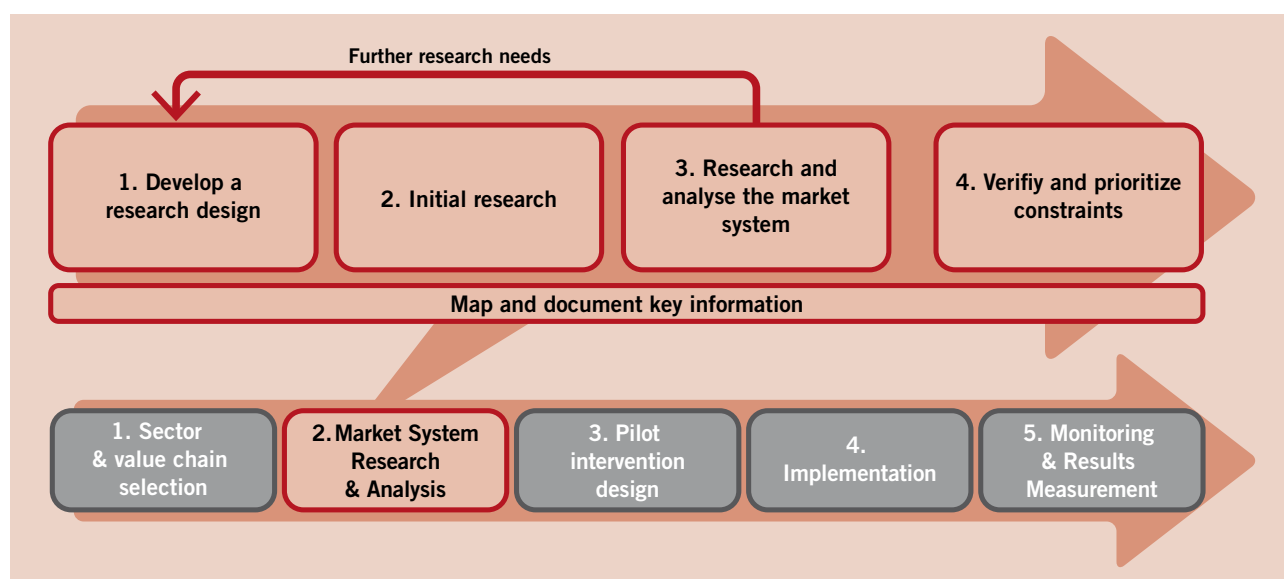 Further research needs
1. Develop a
research design
2. Initial research
3. Research and
analyse the market
system
4. Verifiy and prioritize
constraints
Map and document key information
1. Sector
& value chain
selection
2. Market System
Research
& Analysis
3. Pilot
intervention
design
4.
Implementation
5. Monitoring
& Results
Measurement